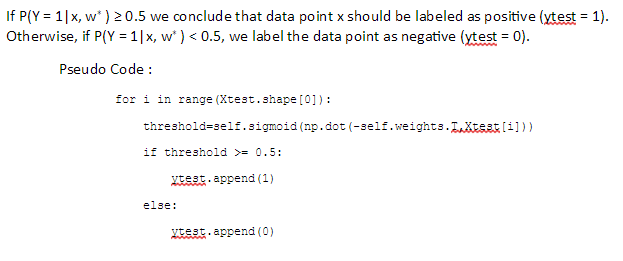 If P(Y = 1|x, w* ) ≥ 0.5 we conclude that data point x should be labeled as positive (ytest = 1).
Otherwise, if P(Y = 1|x, w* ) < 0.5, we label the data point as negative (ytest = 0).
Pseudo Code :
for i in range(Xtest.shape[0]):
threshold=self.sigmoid(np.dot(-self.weights.T,Xtest[i]))
if threshold >= 0.5:
ytest.append(1)
else:
ytest.append(0)